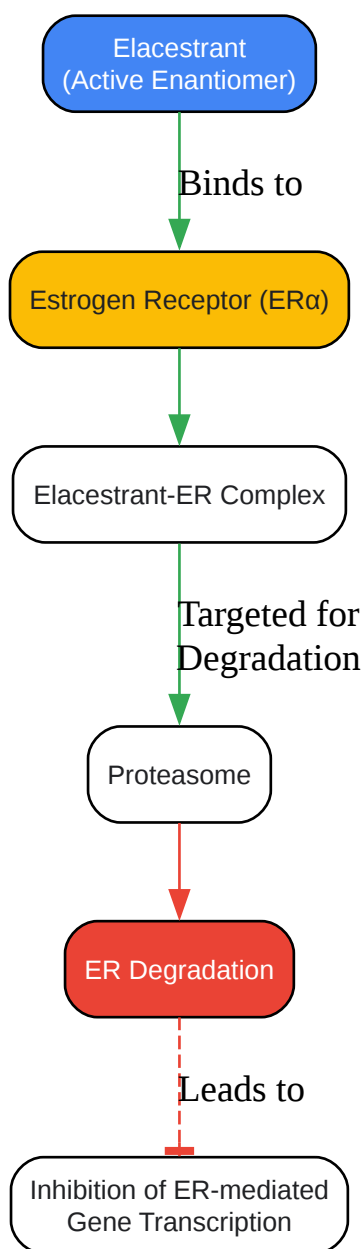 Elacestrant
(Active Enantiomer)
Binds to
Estrogen Receptor (ERα)
Elacestrant-ER Complex
Targeted for
Degradation
Proteasome
ER Degradation
Leads to
Inhibition of ER-mediated
Gene Transcription